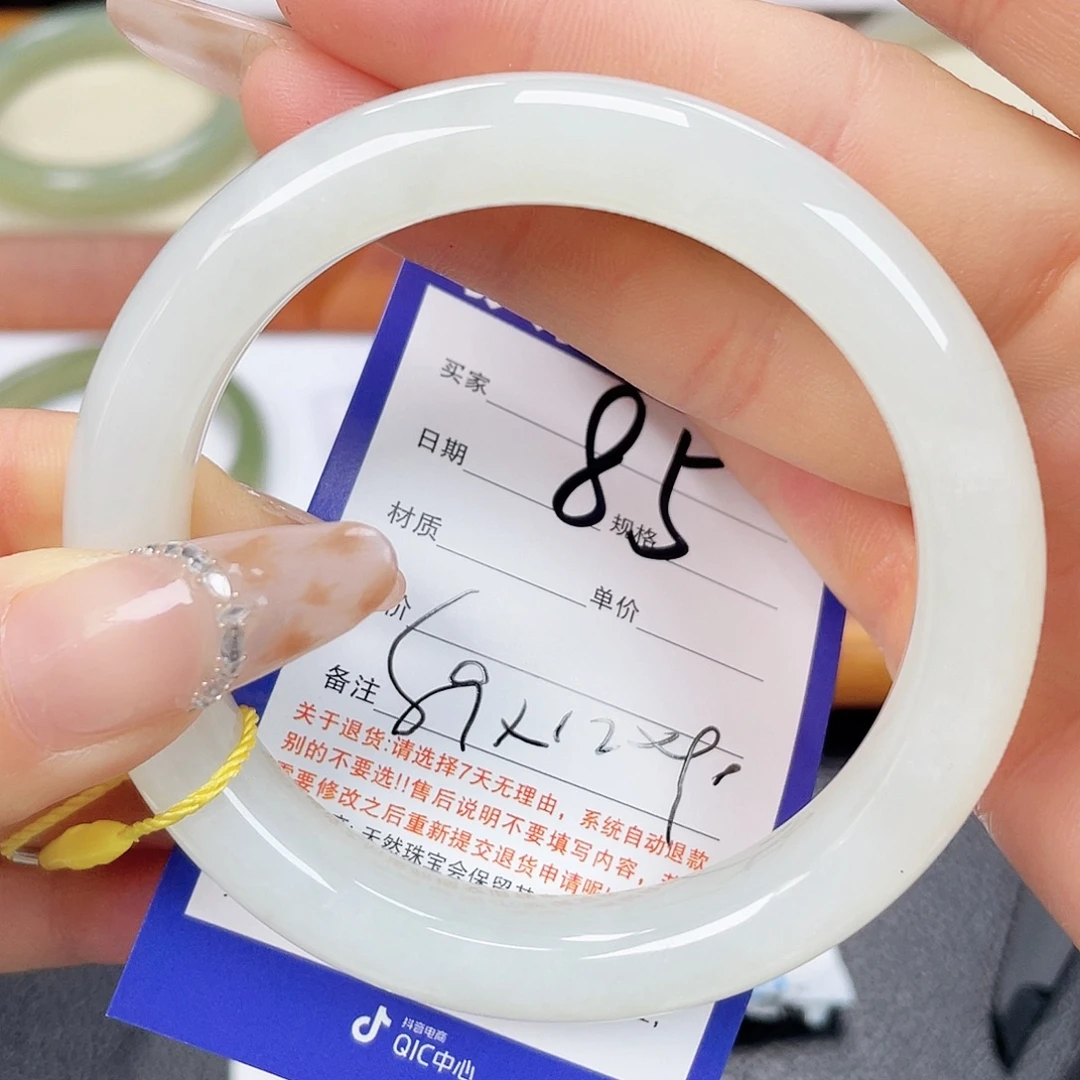 买家
85
日期
规格
材质
单价
价
备注
关于退货:请选择7天无理由，系统自动退款
别的不要选!!售后说明不要填写内容，
要修改之后重新提交退货申请呢!
天然珠宝会保留
抖音电商
QIC中心